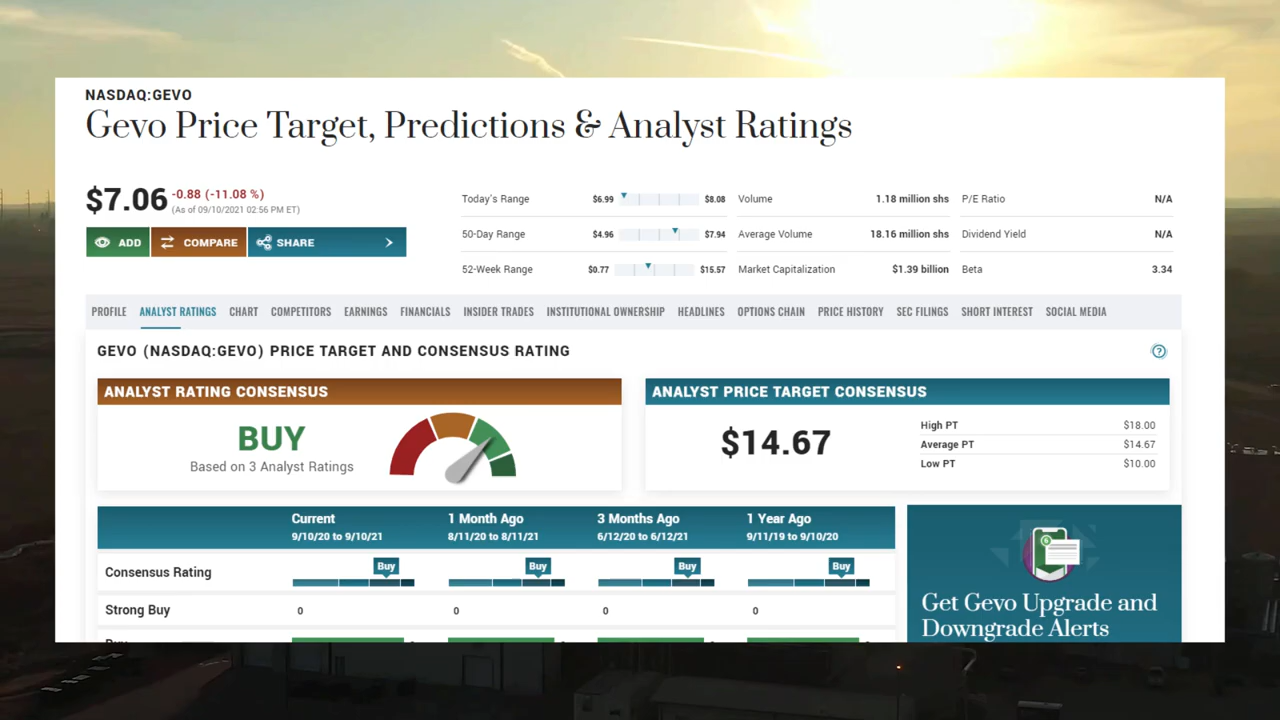 NASDAQ:GEVO
Gevo Price Target, Predictions & Analyst Ratings
$7.06 -0.88 (-11.08 %)
(As of 09/10/2021 02:56 PM ET)
ADD COMPARE SHARE
Today's Range $6.99 $8.08 Volume 1.18 million shs P/E Ratio N/A
50-Day Range $4.96 $7.94 Average Volume 18.16 million shs Dividend Yield N/A
52-Week Range $0.77 $15.57 Market Capitalization $1.39 billion Beta 3.34
PROFILE ANALYST RATINGS CHART COMPETITORS EARNINGS FINANCIALS INSIDER TRADES INSTITUTIONAL OWNERSHIP HEADLINES OPTIONS CHAIN PRICE HISTORY SEC FILINGS SHORT INTEREST SOCIAL MEDIA
GEVO (NASDAQ:GEVO) PRICE TARGET AND CONSENSUS RATING
ANALYST RATING CONSENSUS
BUY
Based on 3 Analyst Ratings
ANALYST PRICE TARGET CONSENSUS
$14.67
High PT $18.00
Average PT $14.67
Low PT $10.00
Current 1 Month Ago 3 Months Ago 1 Year Ago
9/10/20 to 9/10/21 8/11/20 to 8/11/21 6/12/20 to 6/12/21 9/11/19 to 9/10/20
Consensus Rating Buy Buy Buy Buy
Strong Buy 0 0 0 0
Get Gevo Upgrade and
Downgrade Alerts